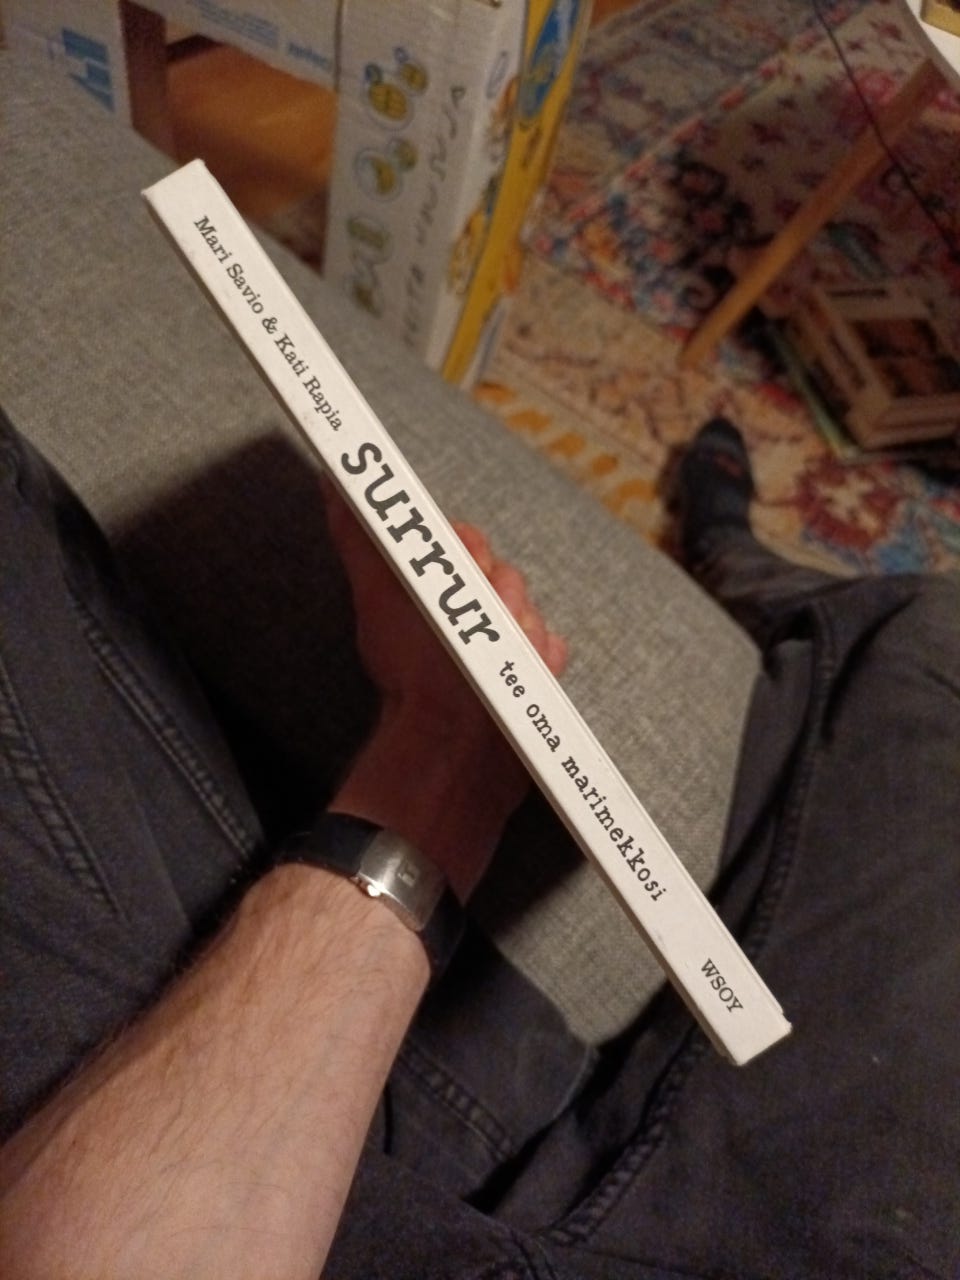 Mari Savio & Kati Rapia surrur tee oma marimekkosi WSOY